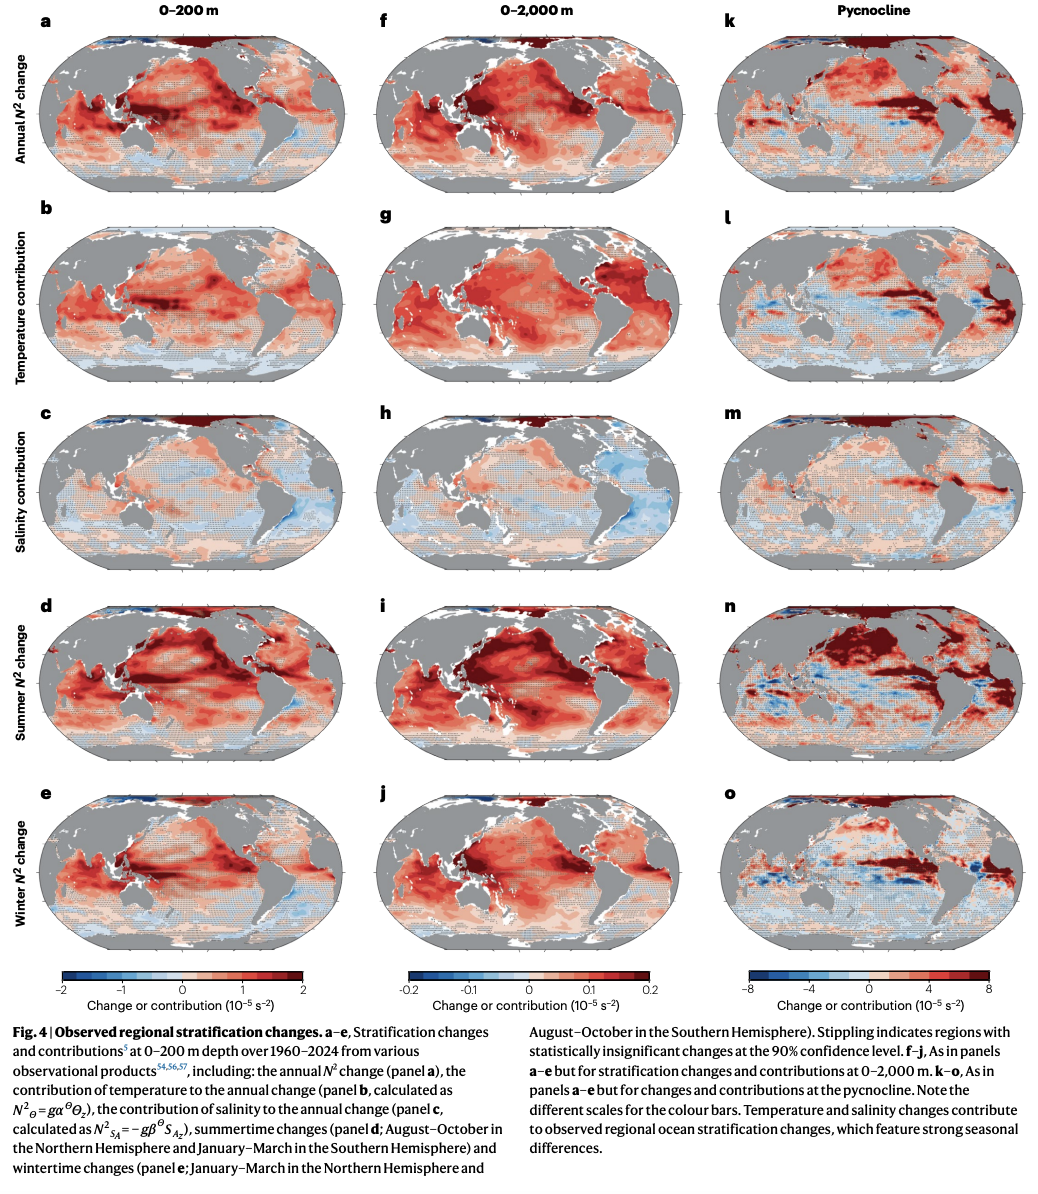 0–200 m
0–2,000 m
Pycnocline
a
f
k
Annual N² change
b
g
l
Temperature contribution
c
h
m
Salinity contribution
d
i
n
Summer N² change
e
j
o
Winter N² change
−2 −1 0 1 2
Change or contribution (10⁻⁵ s⁻²)
−0.2 −0.1 0 0.1 0.2
Change or contribution (10⁻⁵ s⁻²)
−8 −4 0 4 8
Change or contribution (10⁻⁵ s⁻²)
Fig. 4 | Observed regional stratification changes. a–e, Stratification changes
and contributions⁵ at 0–200 m depth over 1960–2024 from various
observational products⁵⁴,⁵⁶,⁵⁷, including: the annual N² change (panel a), the
contribution of temperature to the annual change (panel b, calculated as
N²_Θ = gα^ΘΘ_z), the contribution of salinity to the annual change (panel c,
calculated as N²_SA = −gβ^ΘS_Az), summertime changes (panel d; August–October in
the Northern Hemisphere and January–March in the Southern Hemisphere) and
wintertime changes (panel e; January–March in the Northern Hemisphere and
August–October in the Southern Hemisphere). Stippling indicates regions with
statistically insignificant changes at the 90% confidence level. f–j, As in panels
a–e but for stratification changes and contributions at 0–2,000 m. k–o, As in
panels a–e but for changes and contributions at the pycnocline. Note the
different scales for the colour bars. Temperature and salinity changes contribute
to observed regional ocean stratification changes, which feature strong seasonal
differences.